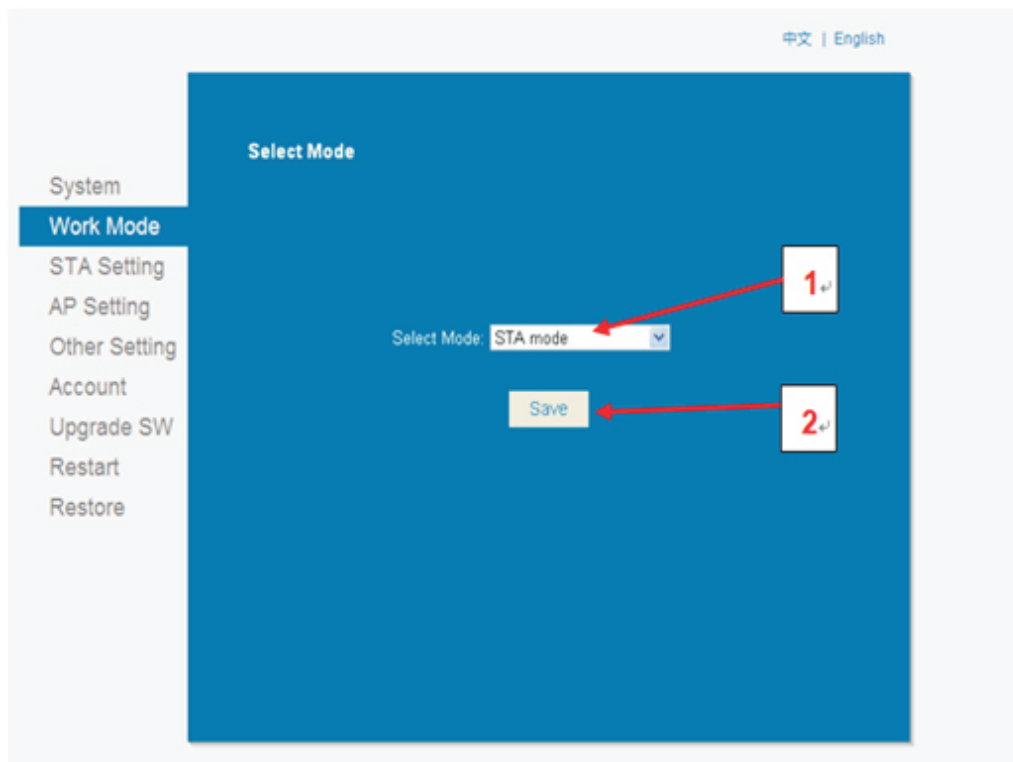 中文 | English
Select Mode
System
Work Mode
STA Setting
AP Setting
Other Setting
Account
Upgrade SW
Restart
Restore
Select Mode: STA mode
Save
1
2